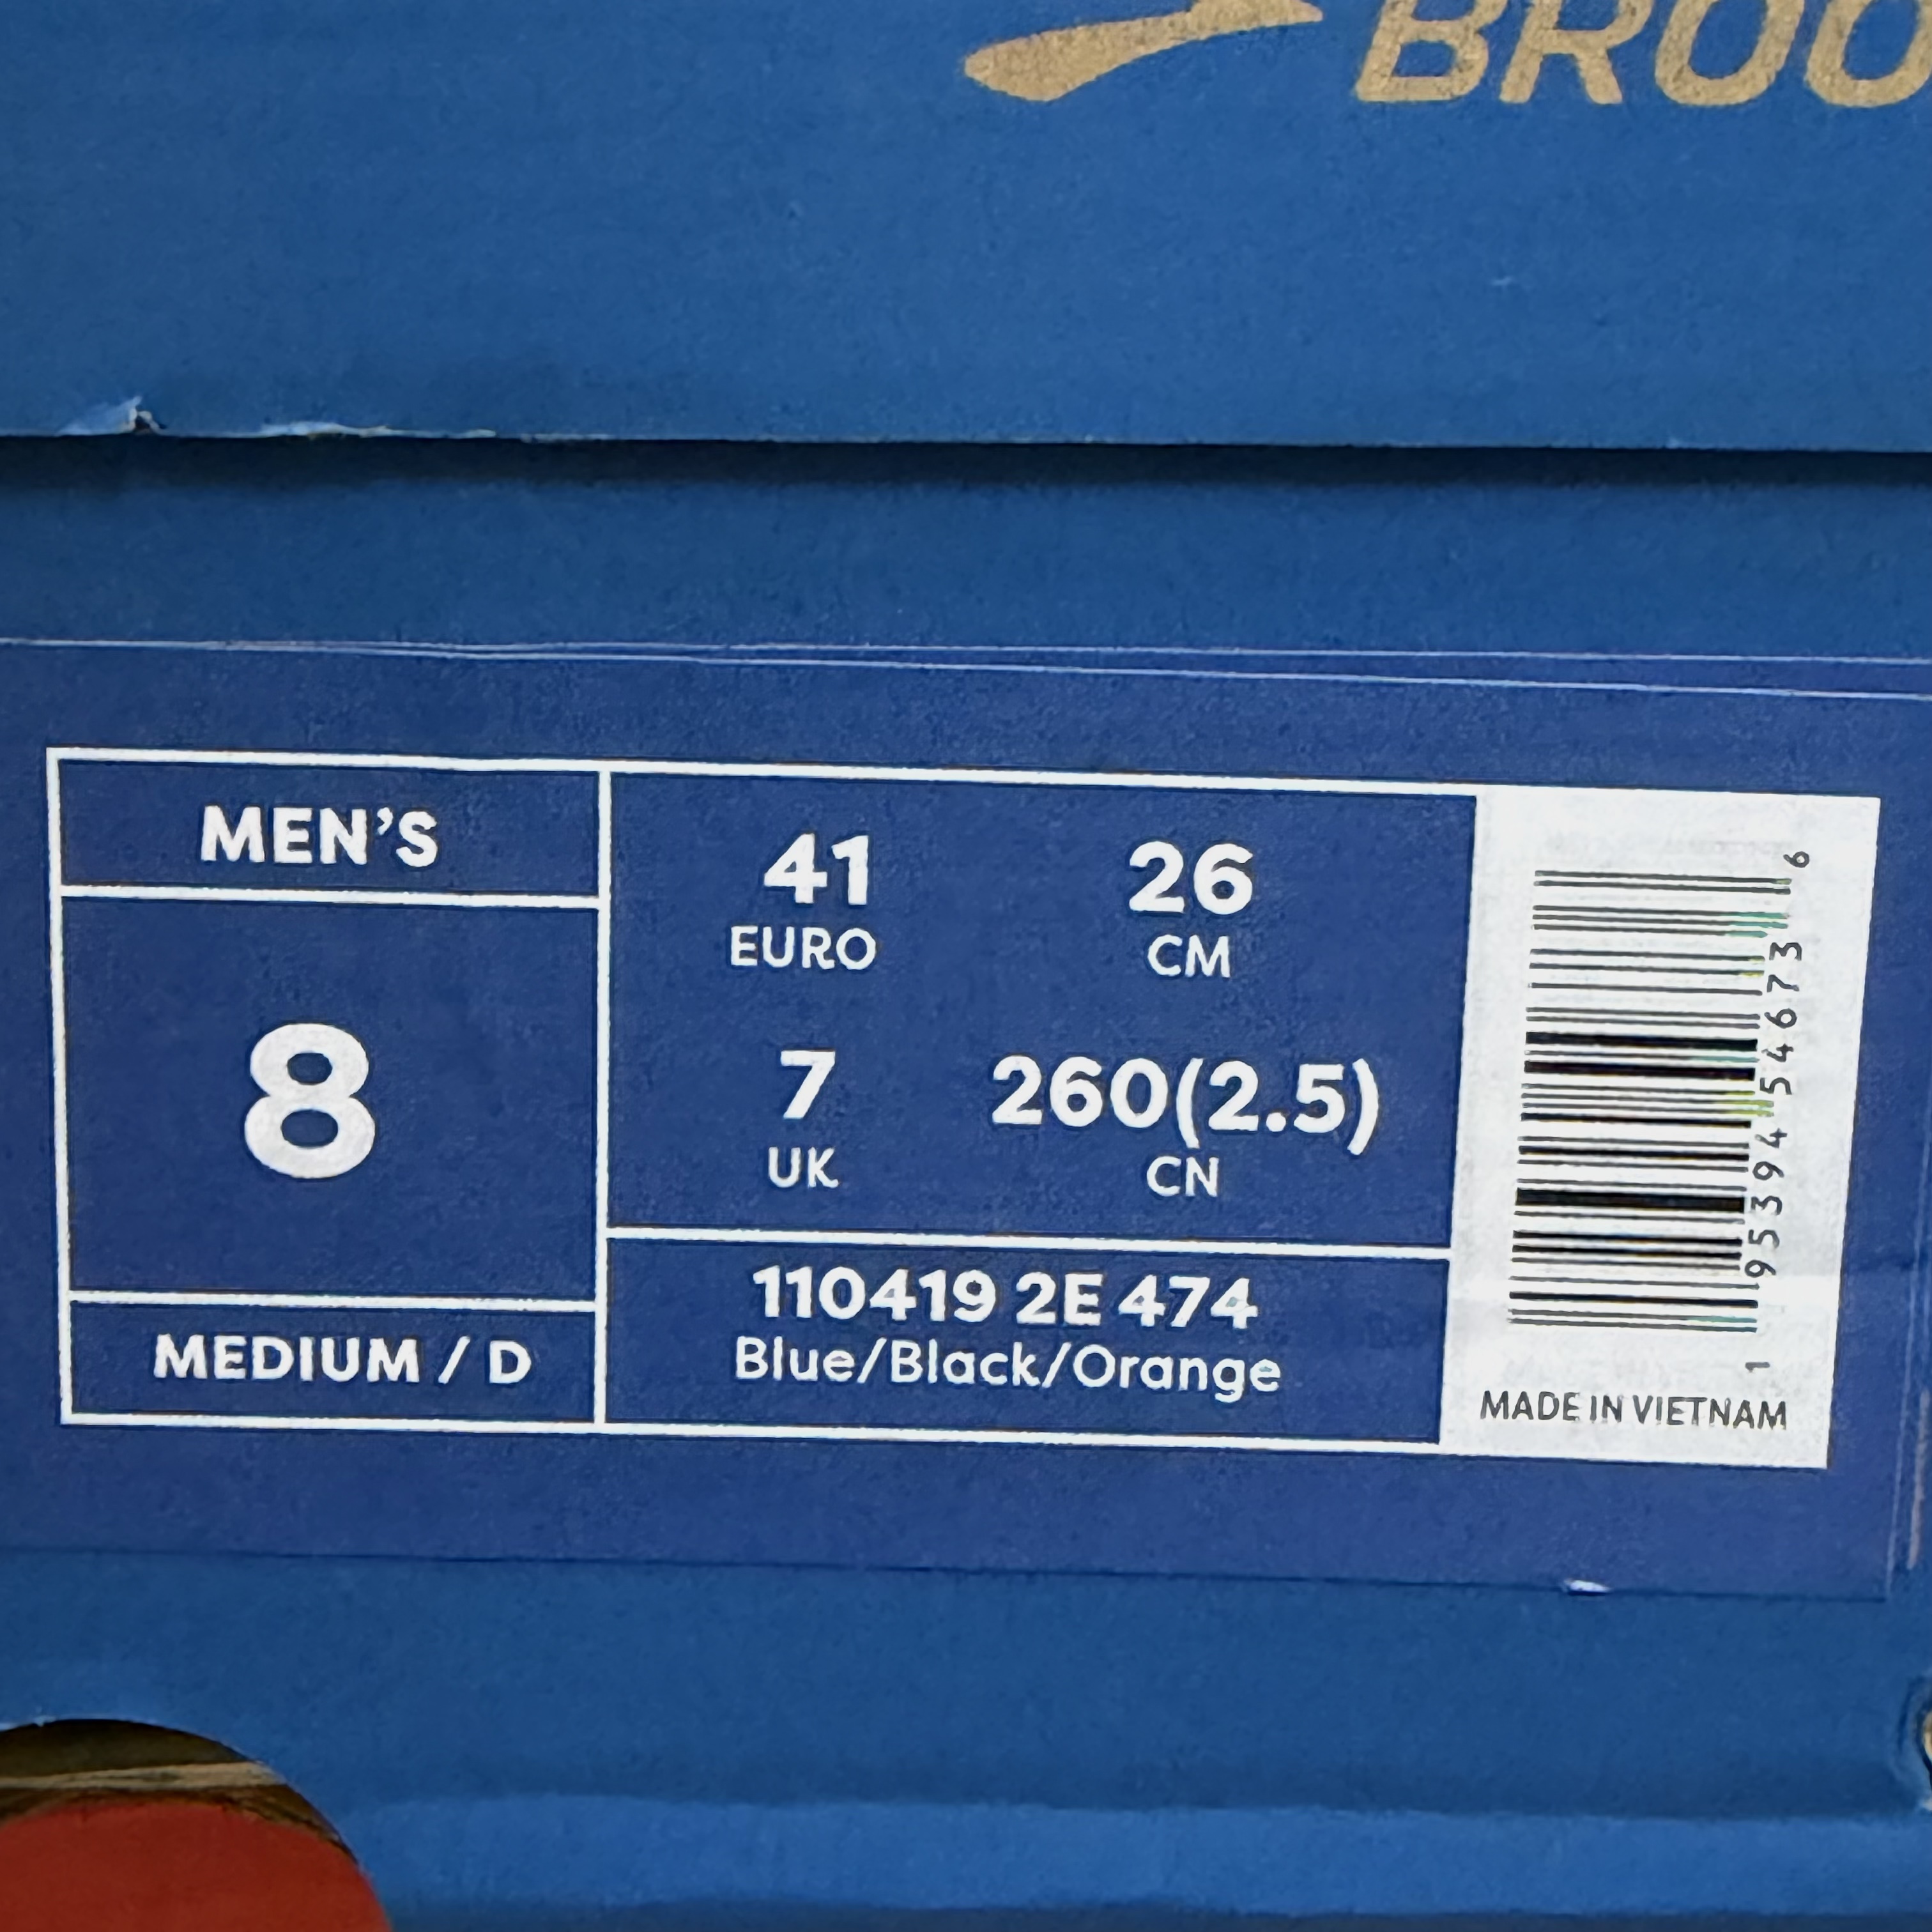 BROO
MEN'S
8
MEDIUM / D
41
EURO
26
CM
7
UK
260(2.5)
CN
110419 2E 474
Blue/Black/Orange
1 95394 54673 6
MADE IN VIETNAM